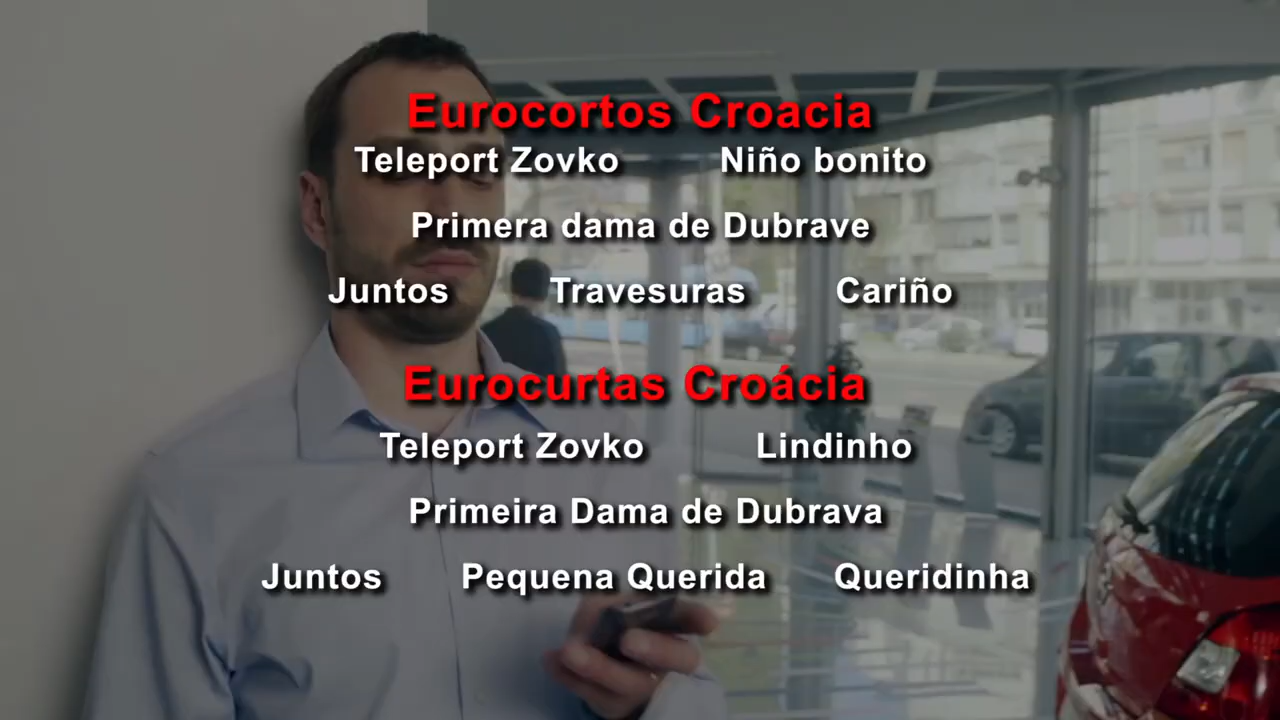 Eurocortos Croacia
Teleport Zovko Niño bonito
Primera dama de Dubrave
Juntos Travesuras Cariño
Eurocurtas Croácia
Teleport Zovko Lindinho
Primeira Dama de Dubrava
Juntos Pequena Querida Queridinha